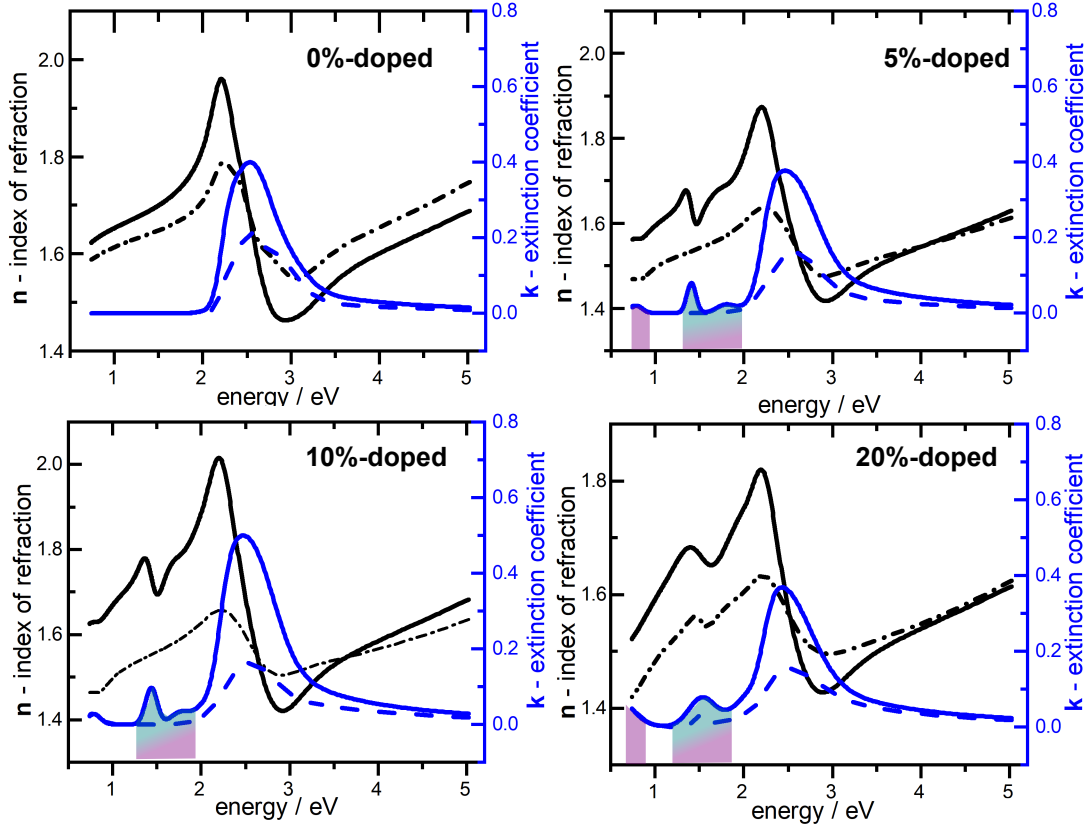 0%-doped
n - index of refraction
2.0
1.8
1.6
1.4
k - extinction coefficient
0.8
0.6
0.4
0.2
0.0
1 2 3 4 5
energy / eV
5%-doped
n - index of refraction
2.0
1.8
1.6
1.4
k - extinction coefficient
0.8
0.6
0.4
0.2
0.0
1 2 3 4 5
energy / eV
10%-doped
n - index of refraction
2.0
1.8
1.6
1.4
k - extinction coefficient
0.8
0.6
0.4
0.2
0.0
1 2 3 4 5
energy / eV
20%-doped
n - index of refraction
1.8
1.6
1.4
k - extinction coefficient
0.8
0.6
0.4
0.2
0.0
1 2 3 4 5
energy / eV